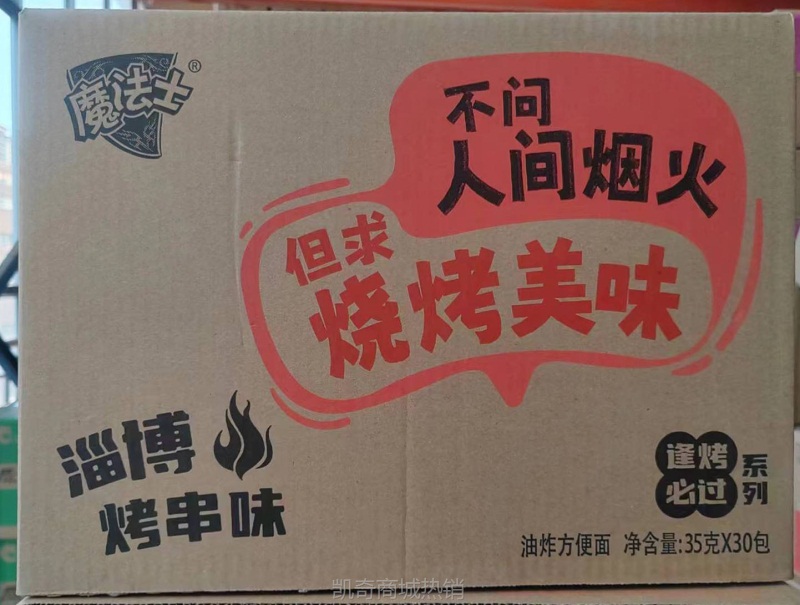 魔法士®
不问
人间烟火
但求
烧烤美味
淄博
烤串味
逢烤
必过
系列
油炸方便面 净含量:35克X30包
凯奇商城热销